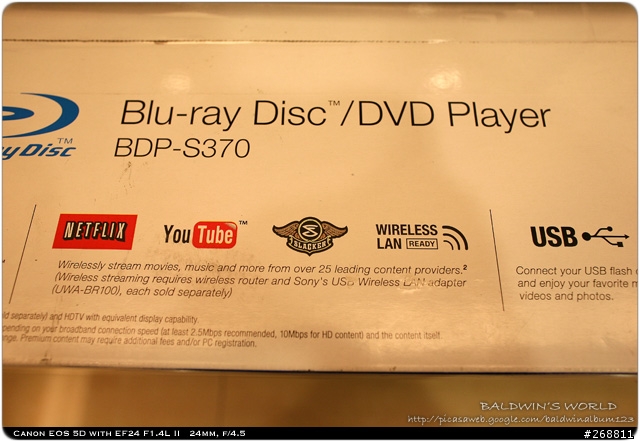 Blu-ray Disc™/DVD Player
BDP-S370
yDisc™
NETFLIX
YouTube™
SLACKER
WIRELESS
LAN READY
USB
Wirelessly stream movies, music and more from over 25 leading content providers.²
(Wireless streaming requires wireless router and Sony's USB Wireless LAN adapter
(UWA-BR100), each sold separately)
Connect your USB flash
and enjoy your favorite m
videos and photos.
old separately) and HDTV with equivalent display capability.
pending on your broadband connection speed (at least 2.5Mbps recommended, 10Mbps for HD content) and the content itself.
nge. Premium content may require additional fees and/or PC registration.
BALDWIN'S WORLD
http://picasaweb.google.com/baldwinalbum123
Canon EOS 5D with EF24 F1.4L II 24mm, f/4.5
#268811